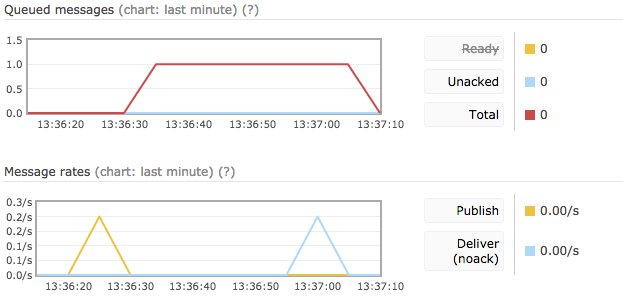 Queued messages (chart: last minute) (?)
1.5
1.0
0.5
0.0
13:36:20 13:36:30 13:36:40 13:36:50 13:37:00 13:37:10
Ready 0
Unacked 0
Total 0
Message rates (chart: last minute) (?)
0.3/s
0.2/s
0.2/s
0.1/s
0.1/s
0.0/s
13:36:20 13:36:30 13:36:40 13:36:50 13:37:00 13:37:10
Publish 0.00/s
Deliver
(noack) 0.00/s